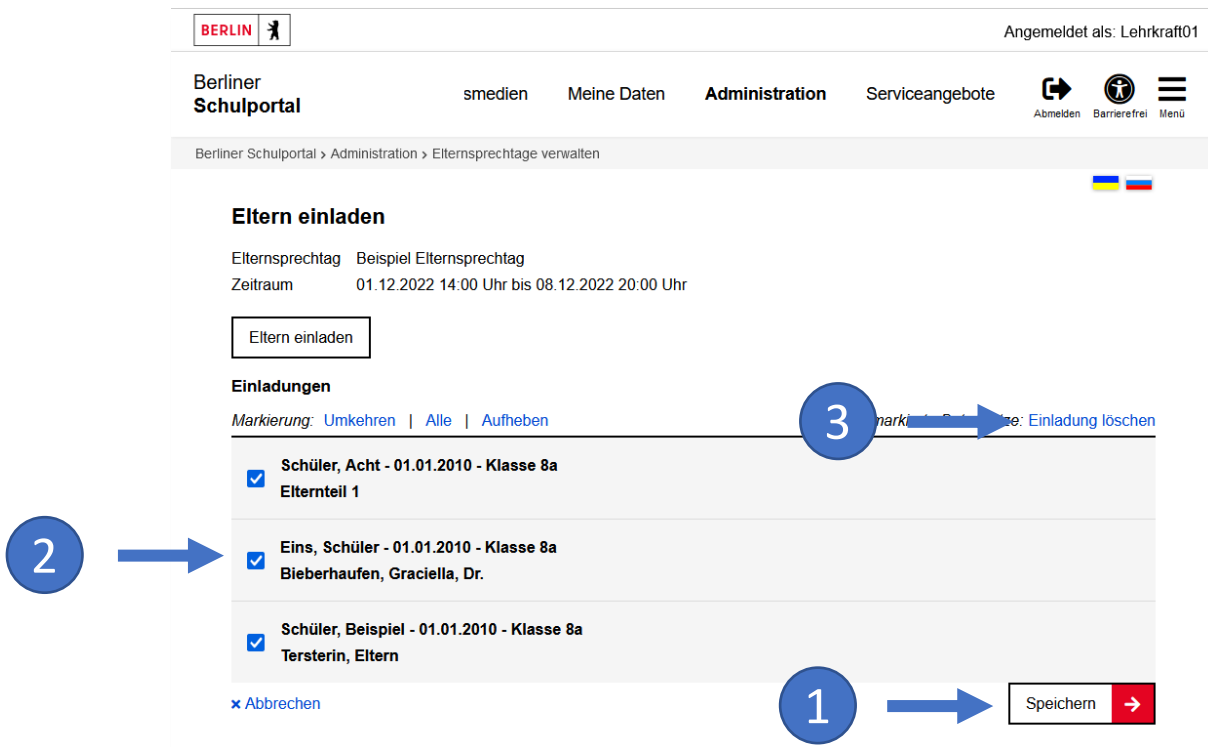 BERLIN
Angemeldet als: Lehrkraft01
Berliner
Schulportal
smedien Meine Daten Administration Serviceangebote
Abmelden Barrierefrei Menü
Berliner Schulportal › Administration › Elternsprechtage verwalten
Eltern einladen
Elternsprechtag Beispiel Elternsprechtag
Zeitraum 01.12.2022 14:00 Uhr bis 08.12.2022 20:00 Uhr
Eltern einladen
Einladungen
Markierung: Umkehren | Alle | Aufheben
3
Einladung löschen
Schüler, Acht - 01.01.2010 - Klasse 8a
Elternteil 1
2
Eins, Schüler - 01.01.2010 - Klasse 8a
Bieberhaufen, Graciella, Dr.
Schüler, Beispiel - 01.01.2010 - Klasse 8a
Tersterin, Eltern
× Abbrechen
1
Speichern